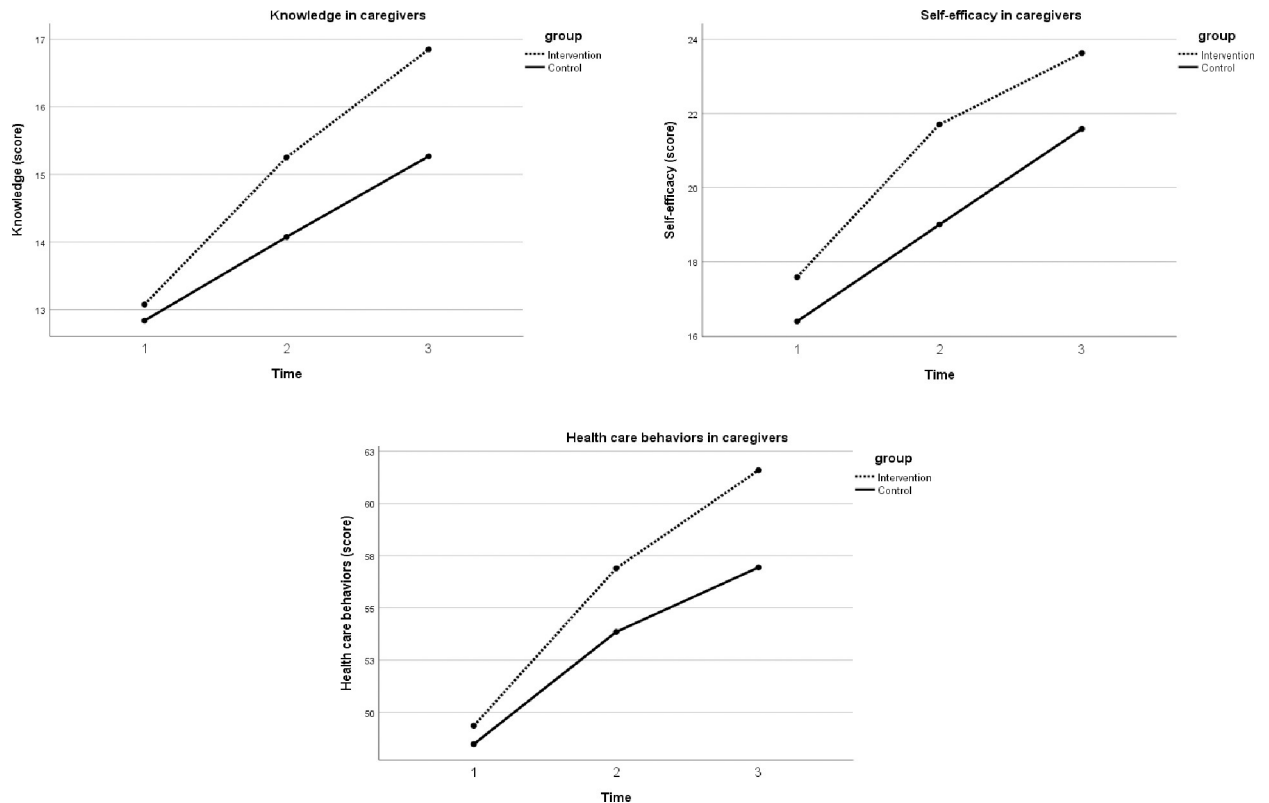 Knowledge in caregivers
group
Intervention
Control
17
16
15
14
13
Knowledge (score)
1 2 3
Time
Self-efficacy in caregivers
group
Intervention
Control
24
22
20
18
16
Self-efficacy (score)
1 2 3
Time
Health care behaviors in caregivers
group
Intervention
Control
63
60
58
55
53
50
Health care behaviors (score)
1 2 3
Time